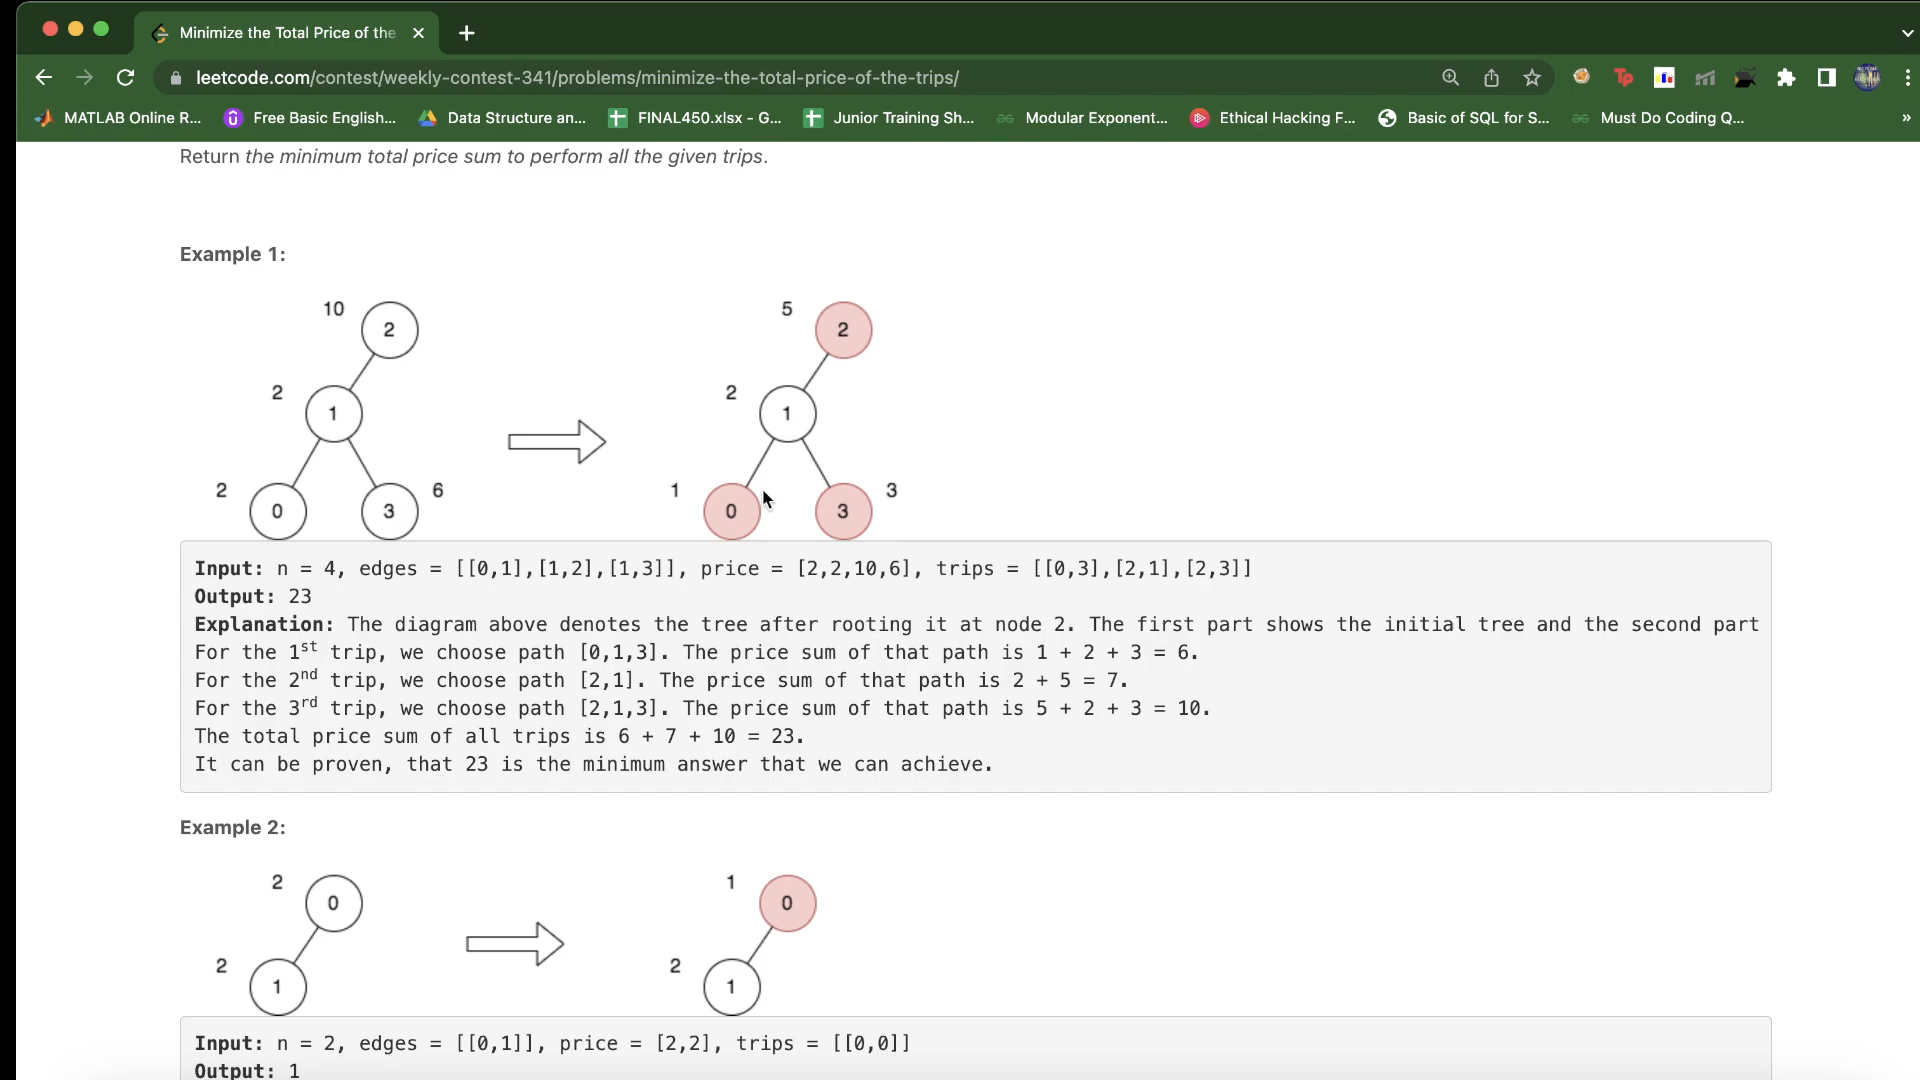 Minimize the Total Price of the
leetcode.com/contest/weekly-contest-341/problems/minimize-the-total-price-of-the-trips/
MATLAB Online R... Free Basic English... Data Structure an... FINAL450.xlsx - G... Junior Training Sh... Modular Exponent... Ethical Hacking F... Basic of SQL for S... Must Do Coding Q... »
Return the minimum total price sum to perform all the given trips.
Example 1:
10 2 5 2
2 1 2 1
2 0 3 6 1 0 3 3
Input: n = 4, edges = [[0,1],[1,2],[1,3]], price = [2,2,10,6], trips = [[0,3],[2,1],[2,3]]
Output: 23
Explanation: The diagram above denotes the tree after rooting it at node 2. The first part shows the initial tree and the second part
For the 1st trip, we choose path [0,1,3]. The price sum of that path is 1 + 2 + 3 = 6.
For the 2nd trip, we choose path [2,1]. The price sum of that path is 2 + 5 = 7.
For the 3rd trip, we choose path [2,1,3]. The price sum of that path is 5 + 2 + 3 = 10.
The total price sum of all trips is 6 + 7 + 10 = 23.
It can be proven, that 23 is the minimum answer that we can achieve.
Example 2:
2 0 1 0
2 1 2 1
Input: n = 2, edges = [[0,1]], price = [2,2], trips = [[0,0]]
Output: 1